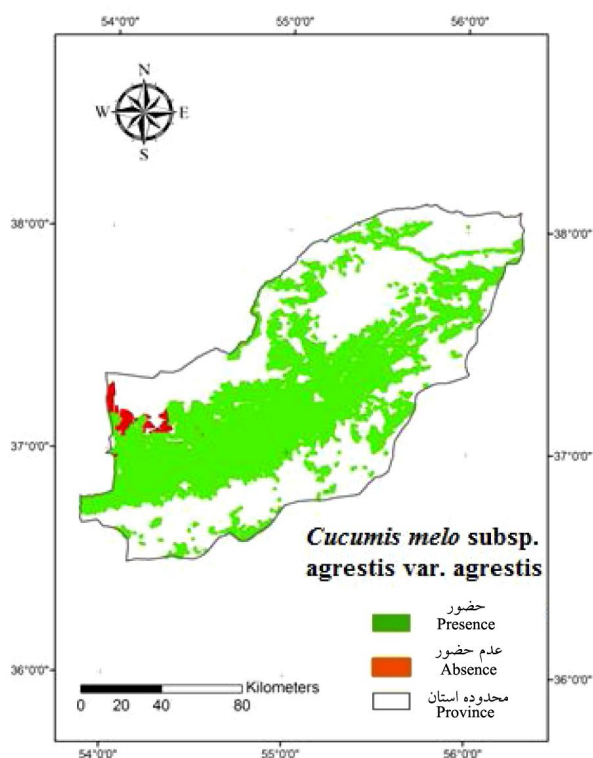 54°0'0"
55°0'0"
56°0'0"
N
W
E
S
38°0'0"
38°0'0"
37°0'0"
37°0'0"
Cucumis melo subsp.
agrestis var. agrestis
حضور
Presence
عدم حضور
Absence
محدوده استان
Province
36°0'0"
36°0'0"
Kilometers
0 20 40 80
54°0'0"
55°0'0"
56°0'0"